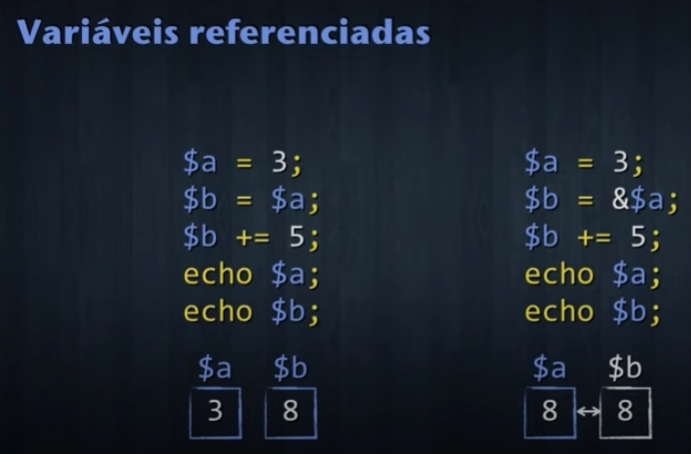 Variáveis referenciadas
$a = 3;
$b = $a;
$b += 5;
echo $a;
echo $b;
$a $b
3 8
$a = 3;
$b = &$a;
$b += 5;
echo $a;
echo $b;
$a $b
8 ↔ 8